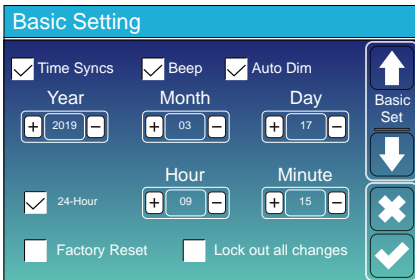 Basic Setting
Time Syncs Beep Auto Dim
Year Month Day
+ 2019 − + 03 − + 17 −
Basic
Set
Hour Minute
24-Hour + 09 − + 15 −
Factory Reset Lock out all changes